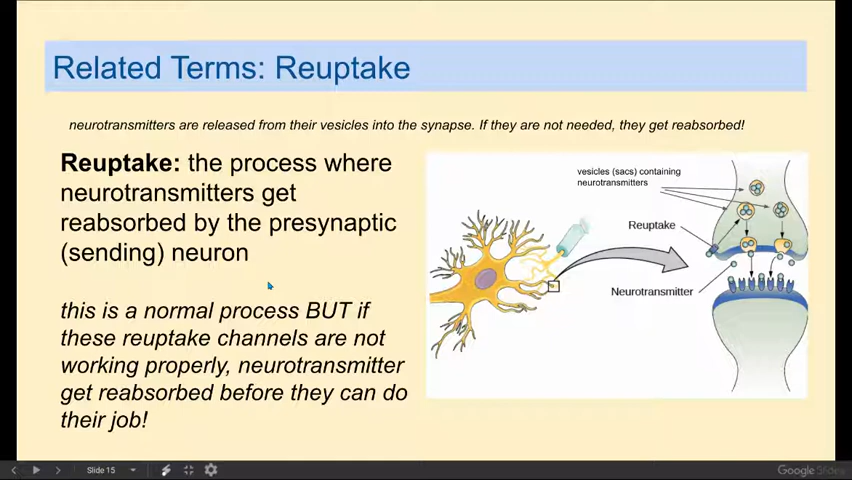 Related Terms: Reuptake
neurotransmitters are released from their vesicles into the synapse. If they are not needed, they get reabsorbed!
Reuptake: the process where
neurotransmitters get
reabsorbed by the presynaptic
(sending) neuron
this is a normal process BUT if
these reuptake channels are not
working properly, neurotransmitter
get reabsorbed before they can do
their job!
vesicles (sacs) containing
neurotransmitters
Reuptake
Neurotransmitter
Slide 15
Google Slides